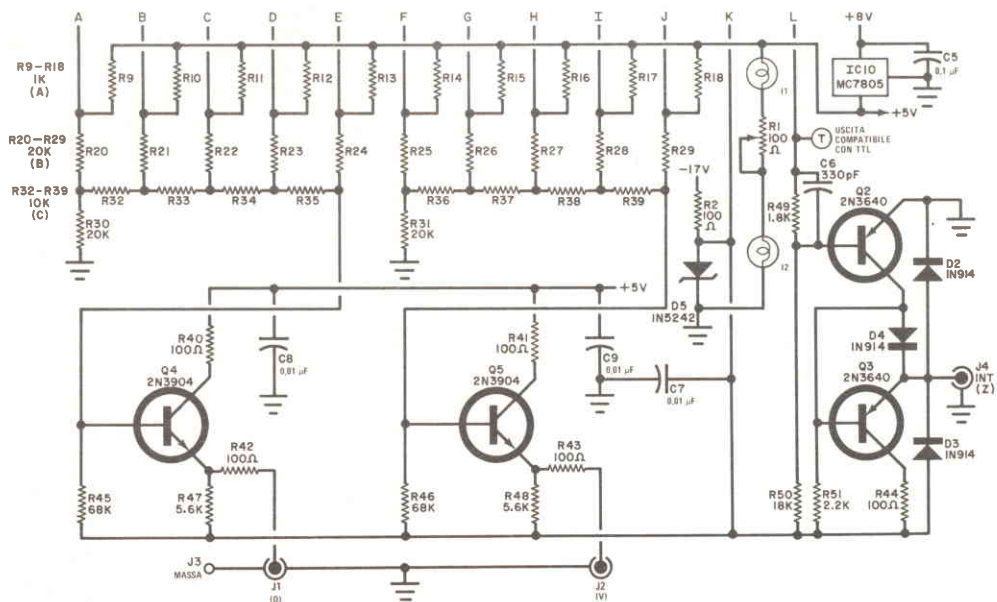 A B C D E F G H I J K L +8V
R9-R18
1K
(A)
R9 R10 R11 R12 R13 R14 R15 R16 R17 R18
I1
IC10
MC7805
C5
0,1 µF
+5V
R20-R29
20K
(B)
R20 R21 R22 R23 R24 R25 R26 R27 R28 R29
R1
100
Ω
T
USCITA
COMPATIBILE
CON TTL
C6
330pF
R32-R39
10K
(C)
R32 R33 R34 R35 R36 R37 R38 R39
-17V
R2
100
Ω
R49
1.8K
Q2
2N3640
R30
20K
R31
20K
I2
D2
1N914
D5
1N5242
+5V
R40
100Ω
C8
0,01 µF
R41
100Ω
C9
0,01 µF
C7
0,01 µF
D4
1N914
Q4
2N3904
Q5
2N3904
Q3
2N3640
J4
INT
(Z)
R42
100Ω
R43
100Ω
D3
1N914
R45
68K
R47
5.6K
R46
68K
R48
5.6K
R50
18K
R51
2.2K
R44
100Ω
J3
MASSA
J1
(O)
J2
(V)